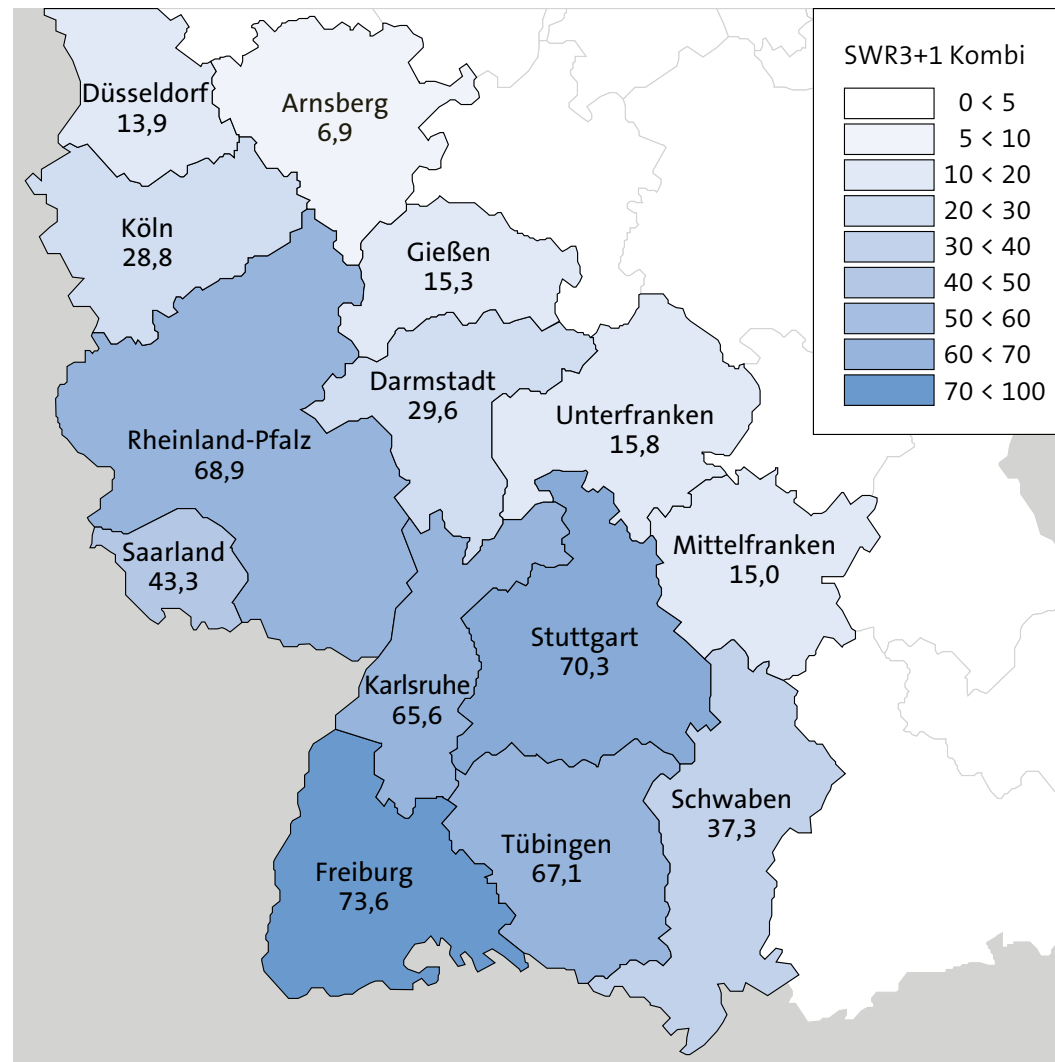 SWR3+1 Kombi
0 < 5
5 < 10
10 < 20
20 < 30
30 < 40
40 < 50
50 < 60
60 < 70
70 < 100
Düsseldorf
13,9
Arnsberg
6,9
Köln
28,8
Gießen
15,3
Darmstadt
29,6
Unterfranken
15,8
Rheinland-Pfalz
68,9
Saarland
43,3
Mittelfranken
15,0
Stuttgart
70,3
Karlsruhe
65,6
Schwaben
37,3
Tübingen
67,1
Freiburg
73,6